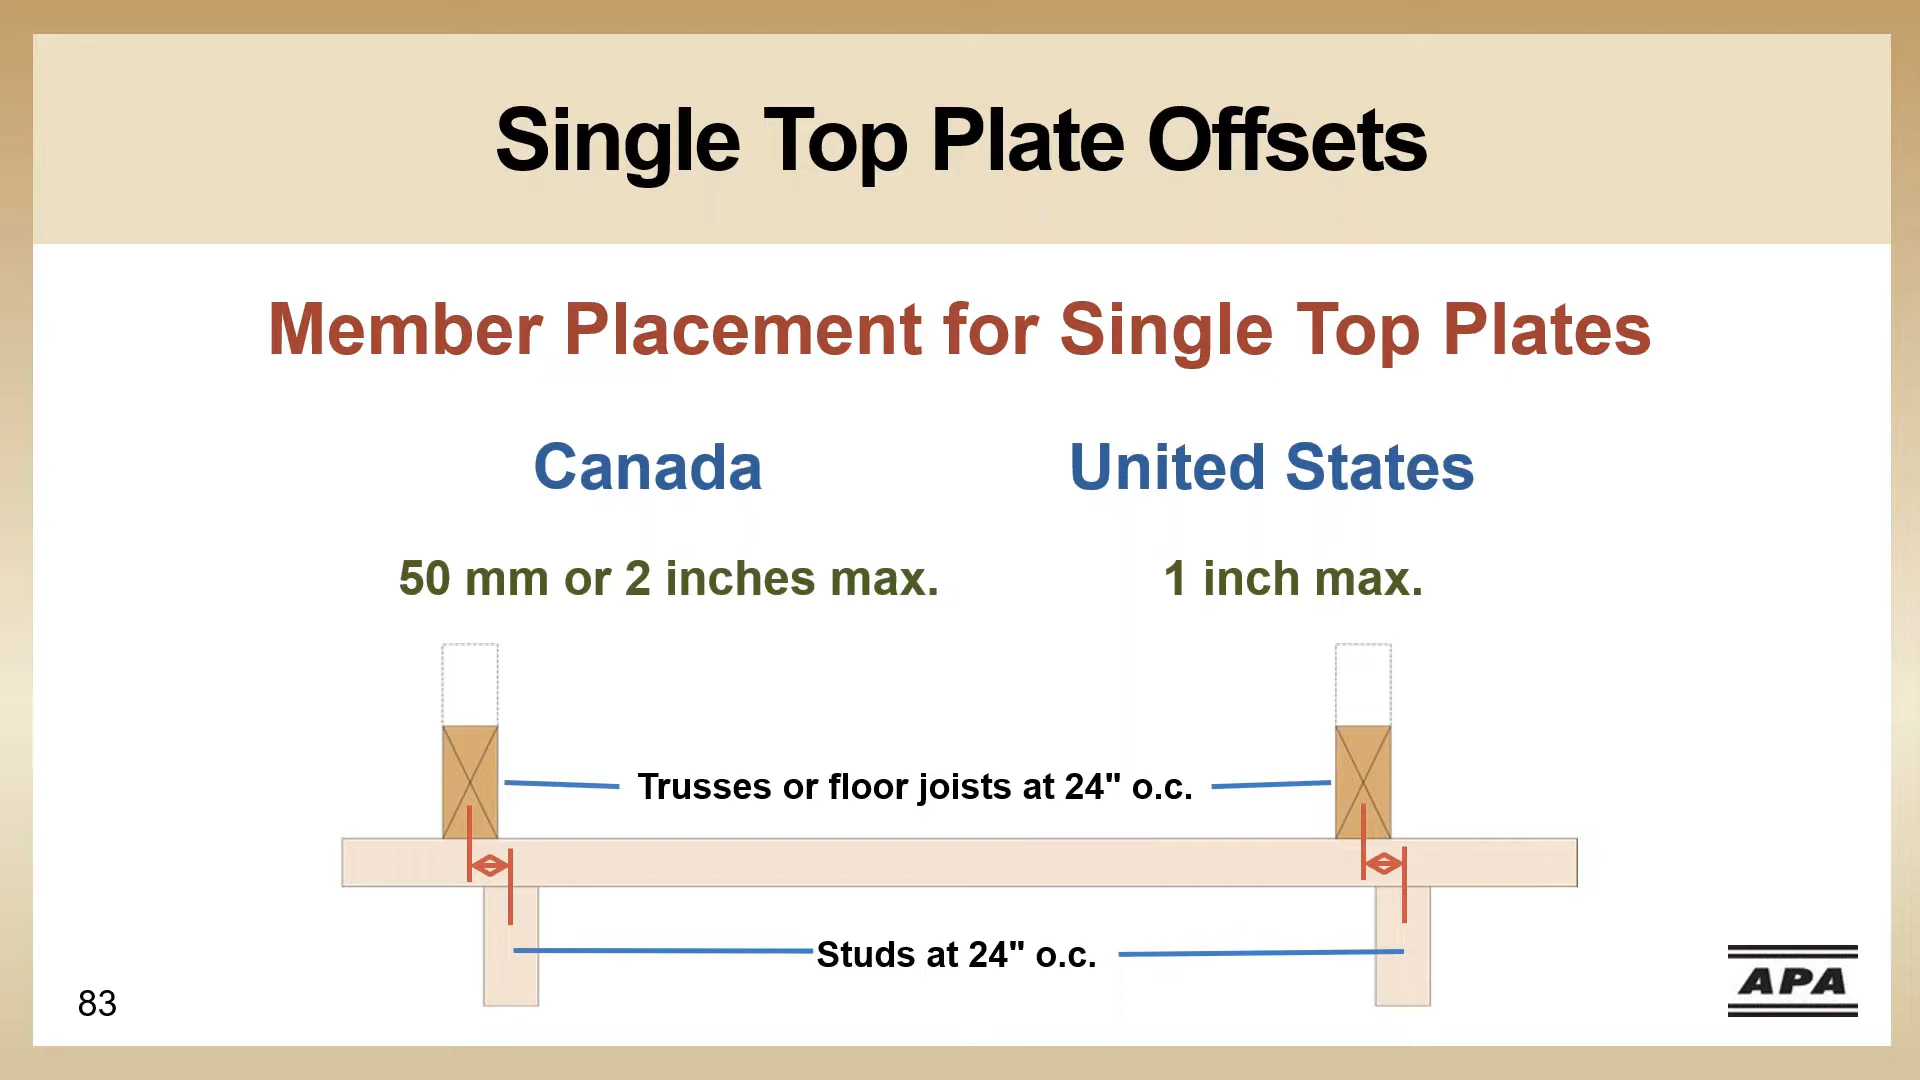 Single Top Plate Offsets
Member Placement for Single Top Plates
Canada
United States
50 mm or 2 inches max.
1 inch max.
Trusses or floor joists at 24" o.c.
Studs at 24" o.c.
83
APA